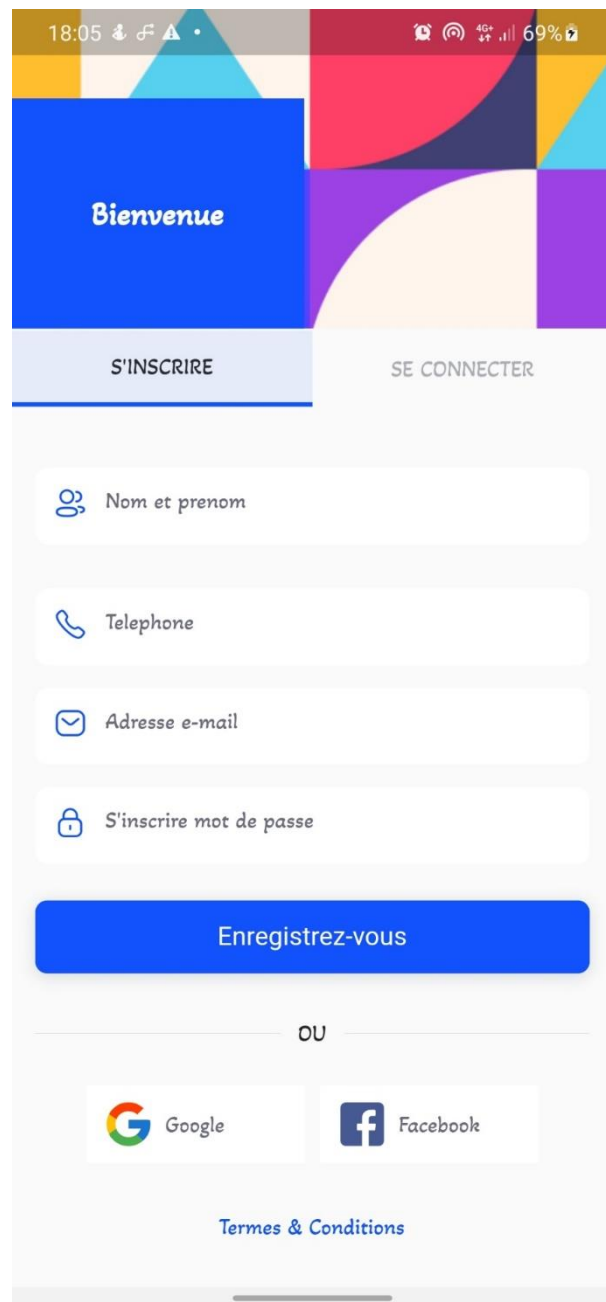 18:05 4G+ 69%
Bienvenue
S'INSCRIRE SE CONNECTER
Nom et prenom
Telephone
Adresse e-mail
S'inscrire mot de passe
Enregistrez-vous
OU
Google Facebook
Termes & Conditions